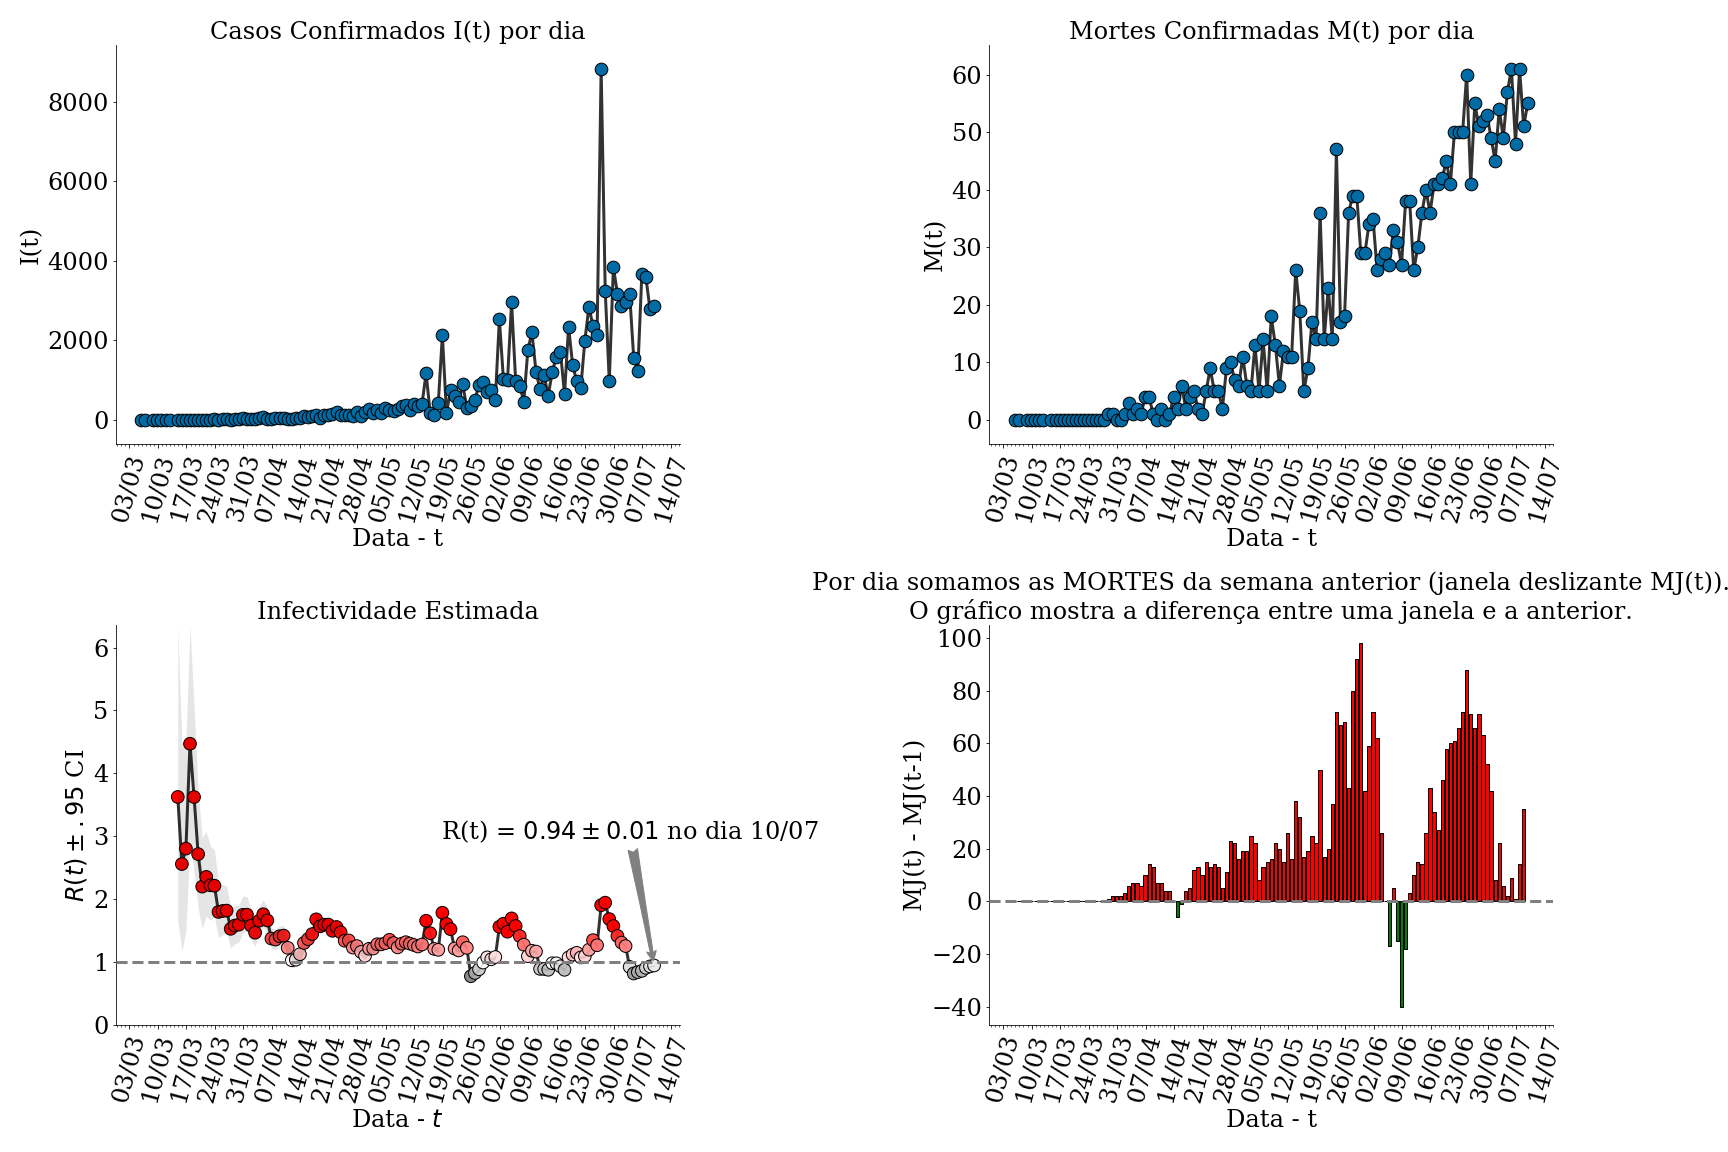 Casos Confirmados I(t) por dia
I(t)
8000
6000
4000
2000
0
03/03 10/03 17/03 24/03 31/03 07/04 14/04 21/04 28/04 05/05 12/05 19/05 26/05 02/06 09/06 16/06 23/06 30/06 07/07 14/07
Data - t
Mortes Confirmadas M(t) por dia
M(t)
60
50
40
30
20
10
0
03/03 10/03 17/03 24/03 31/03 07/04 14/04 21/04 28/04 05/05 12/05 19/05 26/05 02/06 09/06 16/06 23/06 30/06 07/07 14/07
Data - t
Infectividade Estimada
R(t) ± .95 CI
6
5
4
3
2
1
0
R(t) = 0.94 ± 0.01 no dia 10/07
03/03 10/03 17/03 24/03 31/03 07/04 14/04 21/04 28/04 05/05 12/05 19/05 26/05 02/06 09/06 16/06 23/06 30/06 07/07 14/07
Data - t
Por dia somamos as MORTES da semana anterior (janela deslizante MJ(t)).
O gráfico mostra a diferença entre uma janela e a anterior.
MJ(t) - MJ(t-1)
100
80
60
40
20
0
−20
−40
03/03 10/03 17/03 24/03 31/03 07/04 14/04 21/04 28/04 05/05 12/05 19/05 26/05 02/06 09/06 16/06 23/06 30/06 07/07 14/07
Data - t